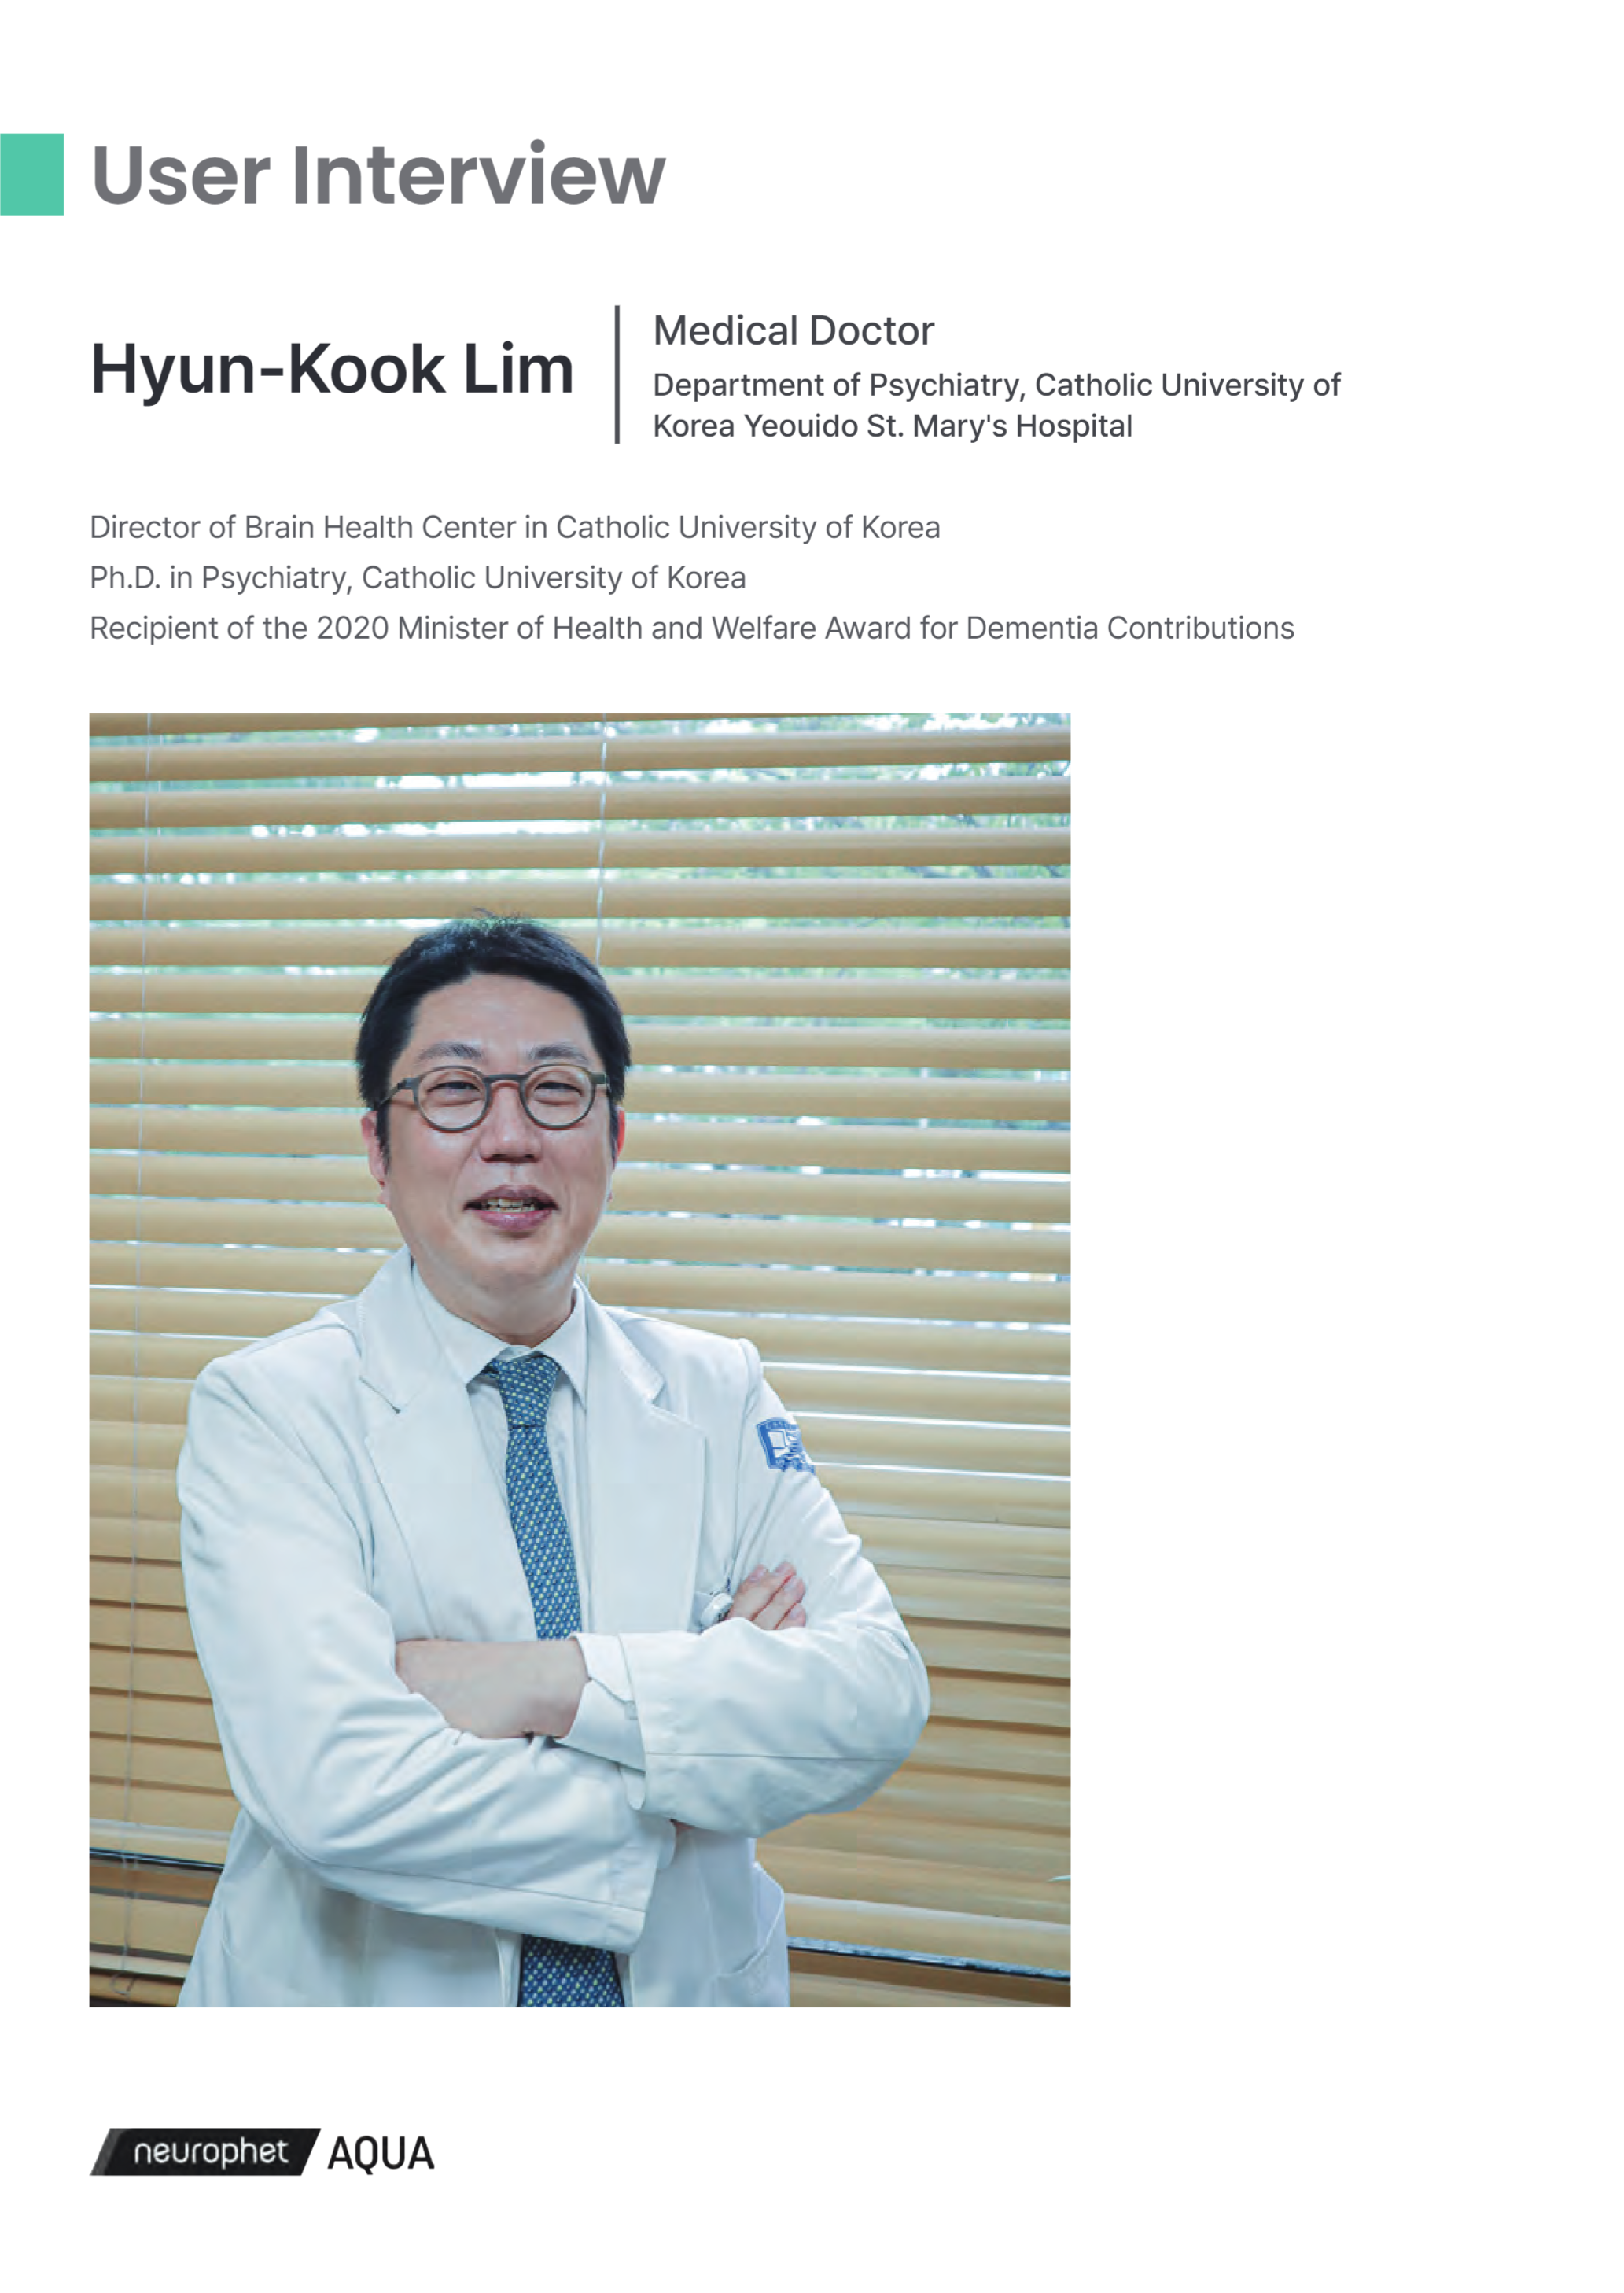 User Interview
Hyun-Kook Lim
Medical Doctor
Department of Psychiatry, Catholic University of
Korea Yeouido St. Mary's Hospital
Director of Brain Health Center in Catholic University of Korea
Ph.D. in Psychiatry, Catholic University of Korea
Recipient of the 2020 Minister of Health and Welfare Award for Dementia Contributions
neurophet AQUA